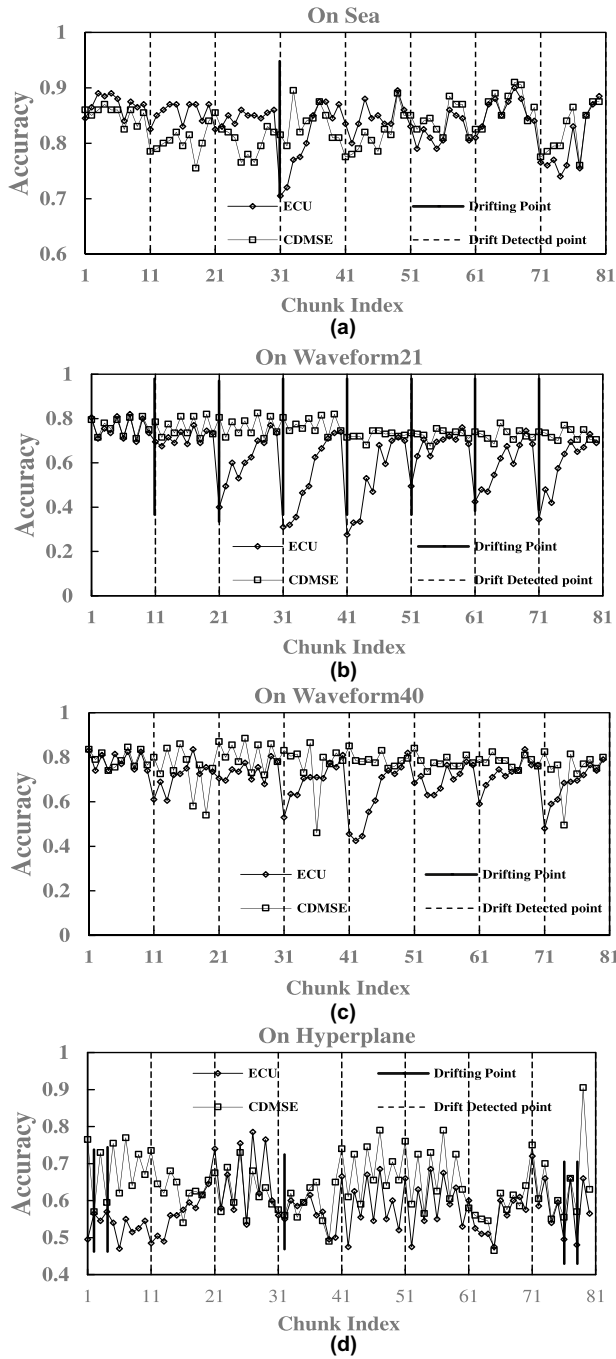 On Sea
1
0.9
0.8
0.7
0.6
Accuracy
ECU
Drifting Point
CDMSE
Drift Detected point
1 11 21 31 41 51 61 71 81
Chunk Index
(a)
On Waveform21
1
0.8
0.6
0.4
0.2
0
Accuracy
ECU
Drifting Point
CDMSE
Drift Detected point
1 11 21 31 41 51 61 71 81
Chunk Index
(b)
On Waveform40
1
0.8
0.6
0.4
0.2
0
Accuracy
ECU
Drifting Point
CDMSE
Drift Detected point
1 11 21 31 41 51 61 71 81
Chunk Index
(c)
On Hyperplane
1
0.9
0.8
0.7
0.6
0.5
0.4
Accuracy
ECU
Drifting Point
CDMSE
Drift Detected point
1 11 21 31 41 51 61 71 81
Chunk Index
(d)